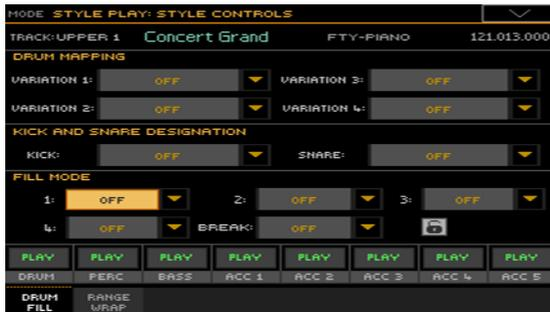 MODE STYLE PLAY: STYLE CONTROLS
TRACK:UPPER 1 Concert Grand FTY-PIANO 121.013.000
DRUM MAPPING
VARIATION 1: OFF VARIATION 3: OFF
VARIATION 2: OFF VARIATION 4: OFF
KICK AND SNARE DESIGNATION
KICK: OFF SNARE: OFF
FILL MODE
1: OFF 2: OFF 3: OFF
4: OFF BREAK: OFF
PLAY PLAY PLAY PLAY PLAY PLAY PLAY PLAY
DRUM PERC BASS ACC 1 ACC 2 ACC 3 ACC 4 ACC 5
DRUM RANGE
FILL WRAP